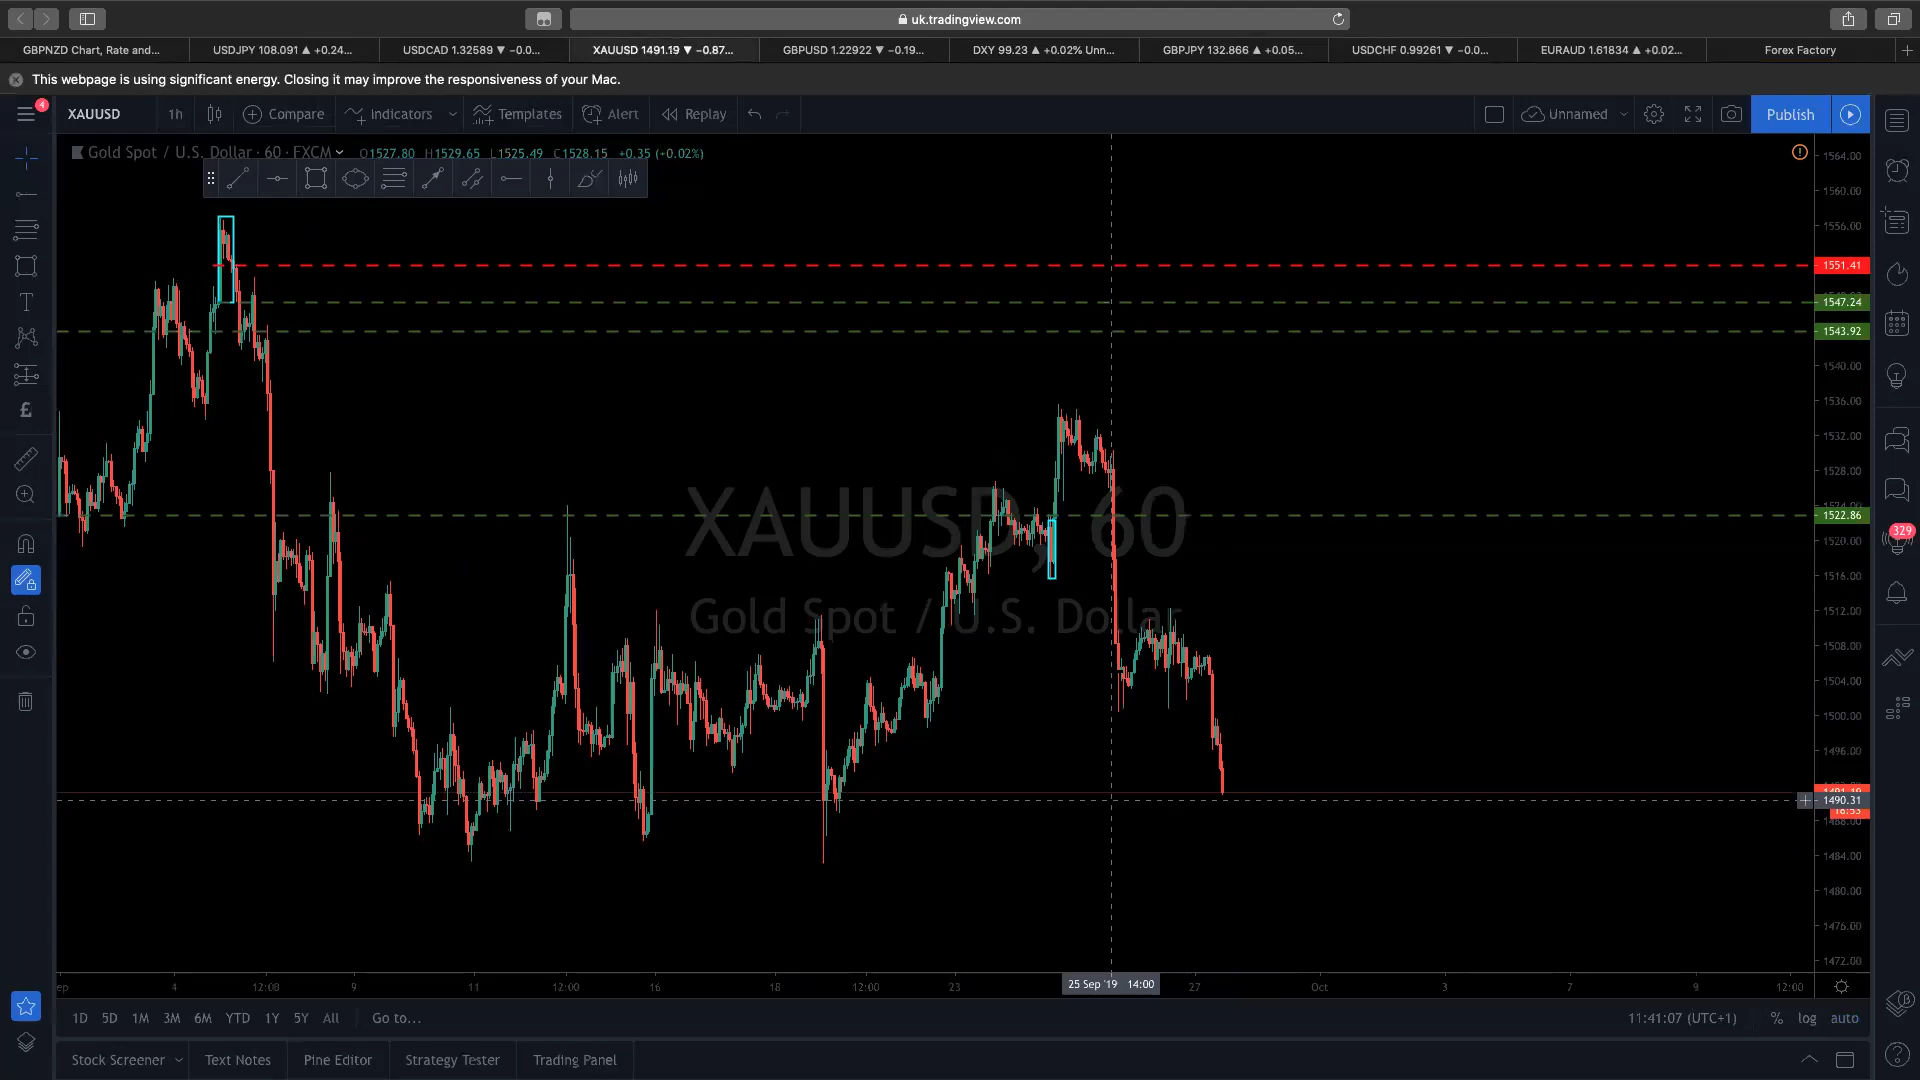 uk.tradingview.com
GBPNZD Chart, Rate and...
USDJPY 108.091 ▲ +0.24...
USDCAD 1.32589 ▼ −0.0...
XAUUSD 1491.19 ▼ −0.87...
GBPUSD 1.22922 ▼ −0.19...
DXY 99.23 ▲ +0.02% Unn...
GBPJPY 132.866 ▲ +0.05...
USDCHF 0.99261 ▼ −0.0...
EURAUD 1.61834 ▲ +0.02...
Forex Factory
This webpage is using significant energy. Closing it may improve the responsiveness of your Mac.
4
XAUUSD
1h
Compare
Indicators
Templates
Alert
Replay
Unnamed
Publish
Gold Spot / U.S. Dollar · 60 · FXCM
O1527.80 H1529.65 L1525.49 C1528.15 +0.35 (+0.02%)
1564.00
1560.00
1556.00
1551.41
1547.24
1543.92
1540.00
1536.00
1532.00
1528.00
1522.86
1520.00
1516.00
1512.00
1508.00
1504.00
1500.00
1496.00
1490.31
1484.00
1480.00
1476.00
1472.00
329
XAUUSD, 60
Gold Spot / U.S. Dollar
4
12:00
9
11
12:00
16
18
12:00
23
25 Sep '19 14:00
27
Oct
3
7
9
12:00
1D 5D 1M 3M 6M YTD 1Y 5Y All
Go to...
11:41:07 (UTC+1)
% log auto
Stock Screener
Text Notes
Pine Editor
Strategy Tester
Trading Panel